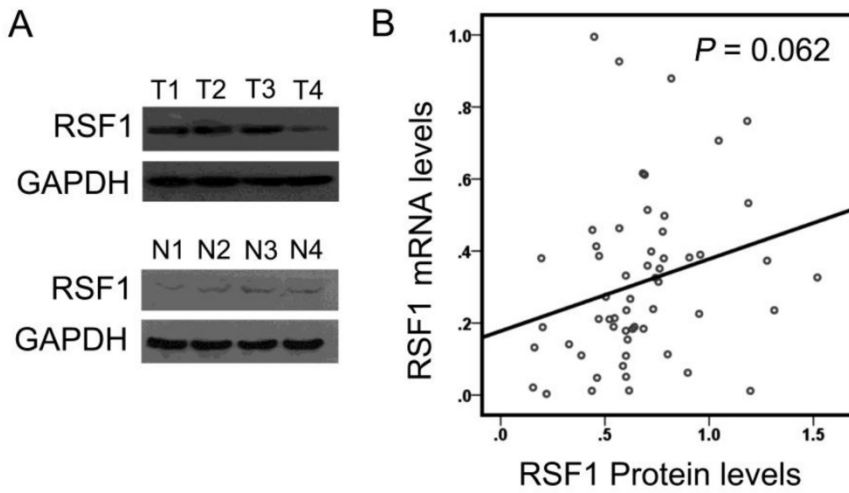 A
T1 T2 T3 T4
RSF1
GAPDH
N1 N2 N3 N4
RSF1
GAPDH
B
P = 0.062
1.0
.8
.6
.4
.2
.0
RSF1 mRNA levels
.0 .5 1.0 1.5
RSF1 Protein levels